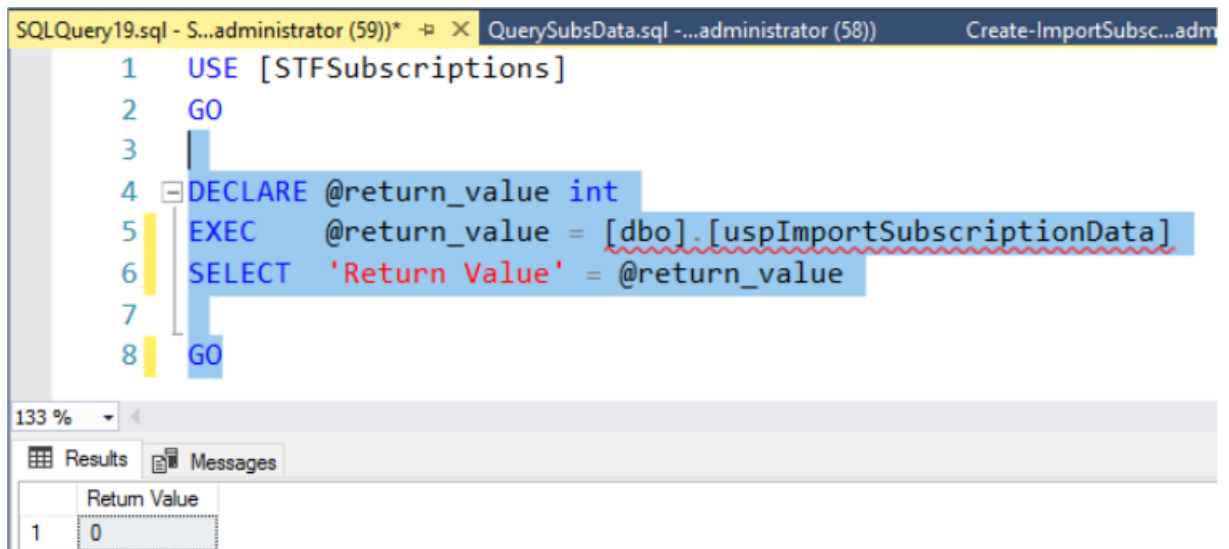 SQLQuery19.sql - S...administrator (59))* QuerySubsData.sql -...administrator (58)) Create-ImportSubsc...adm
1 USE [STFSubscriptions]
2 GO
3
4 DECLARE @return_value int
5 EXEC @return_value = [dbo].[uspImportSubscriptionData]
6 SELECT 'Return Value' = @return_value
7
8 GO
133 %
Results Messages
Return Value
1 0